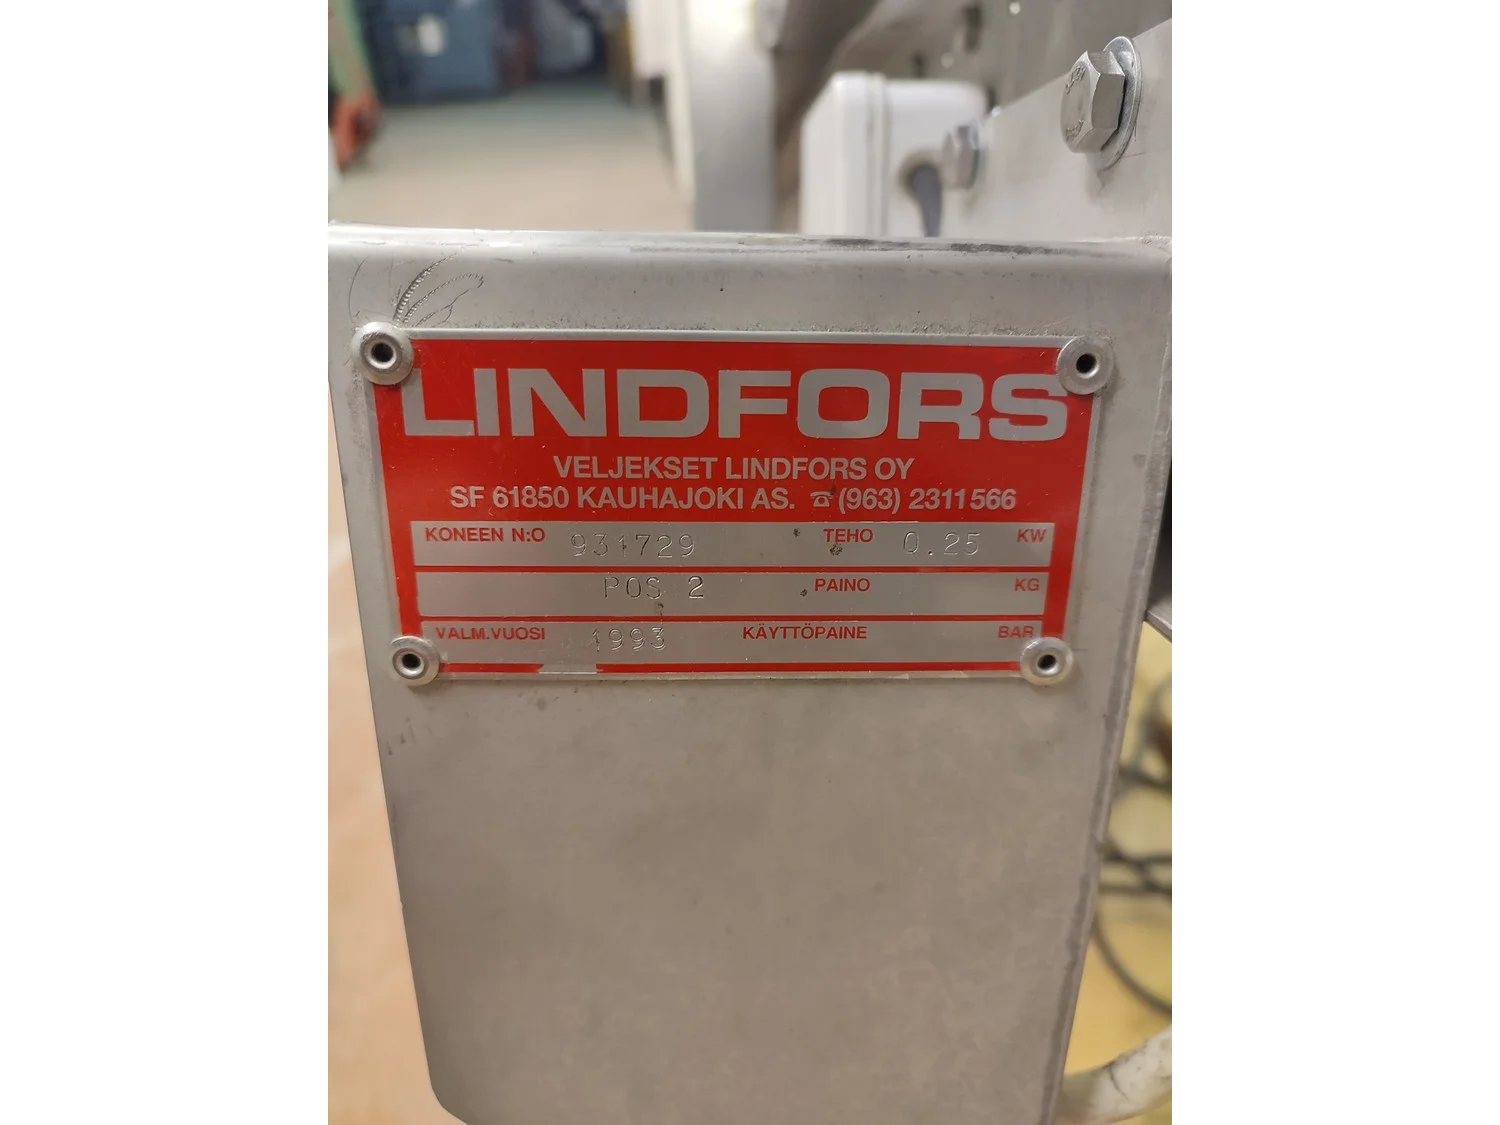 LINDFORS
VELJEKSET LINDFORS OY
SF 61850 KAUHAJOKI AS. ☎ (963) 2311566
KONEEN N:O 931729 TEHO 0.25 KW
POS 2 PAINO KG
VALM.VUOSI 1993 KÄYTTÖPAINE BAR